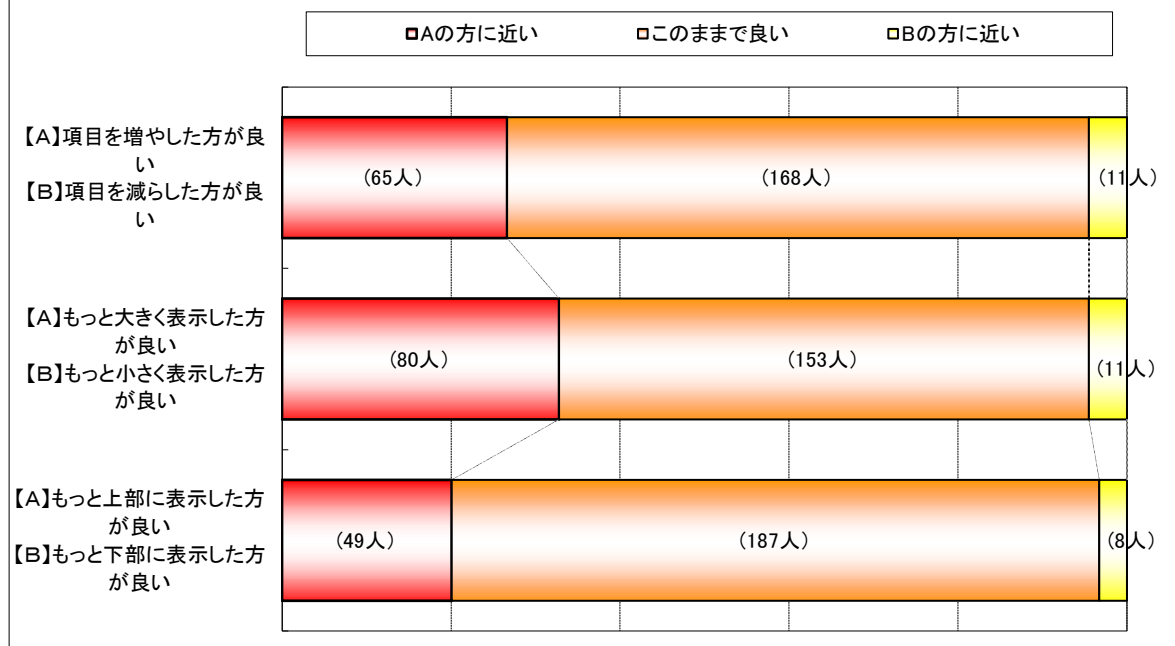 Aの方に近い このままで良い Bの方に近い
【A】項目を増やした方が良
い
【B】項目を減らした方が良
い
(65人) (168人) (11人)
【A】もっと大きく表示した方
が良い
【B】もっと小さく表示した方
が良い
(80人) (153人) (11人)
【A】もっと上部に表示した方
が良い
【B】もっと下部に表示した方
が良い
(49人) (187人) (8人)